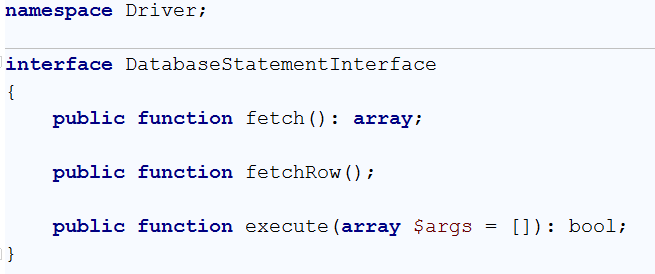 namespace Driver;
interface DatabaseStatementInterface
{
    public function fetch(): array;
    public function fetchRow();
    public function execute(array $args = []): bool;
}